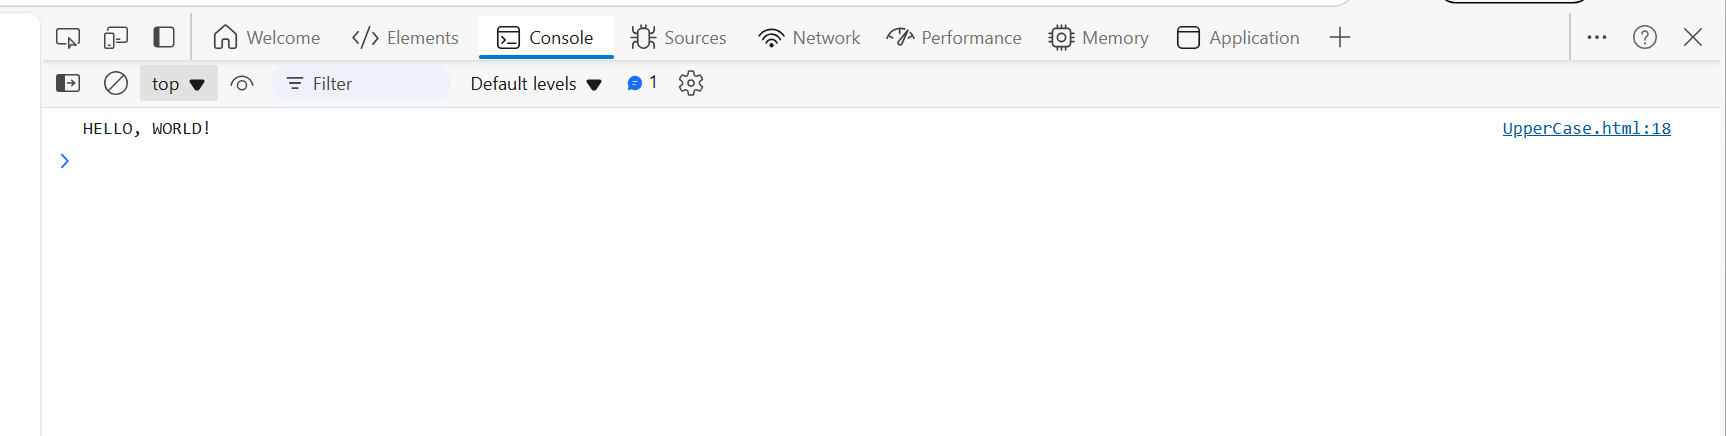 Welcome Elements Console Sources Network Performance Memory Application
top Filter Default levels 1
HELLO, WORLD! UpperCase.html:18